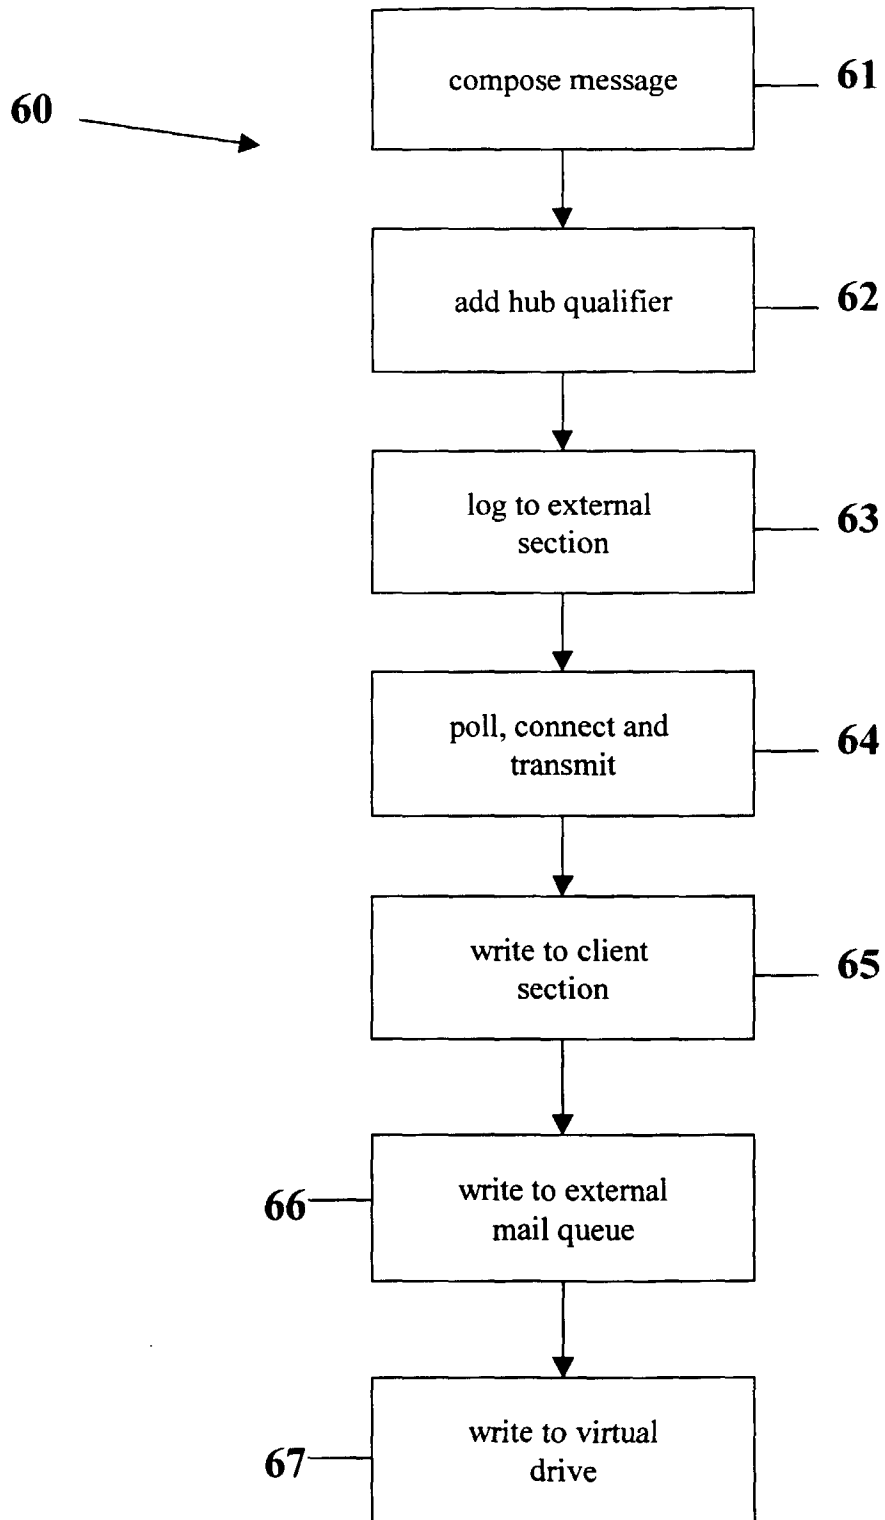 compose message
61
60
add hub qualifier
62
log to external
section
63
poll, connect and
transmit
64
write to client
section
65
write to external
mail queue
66
write to virtual
drive
67